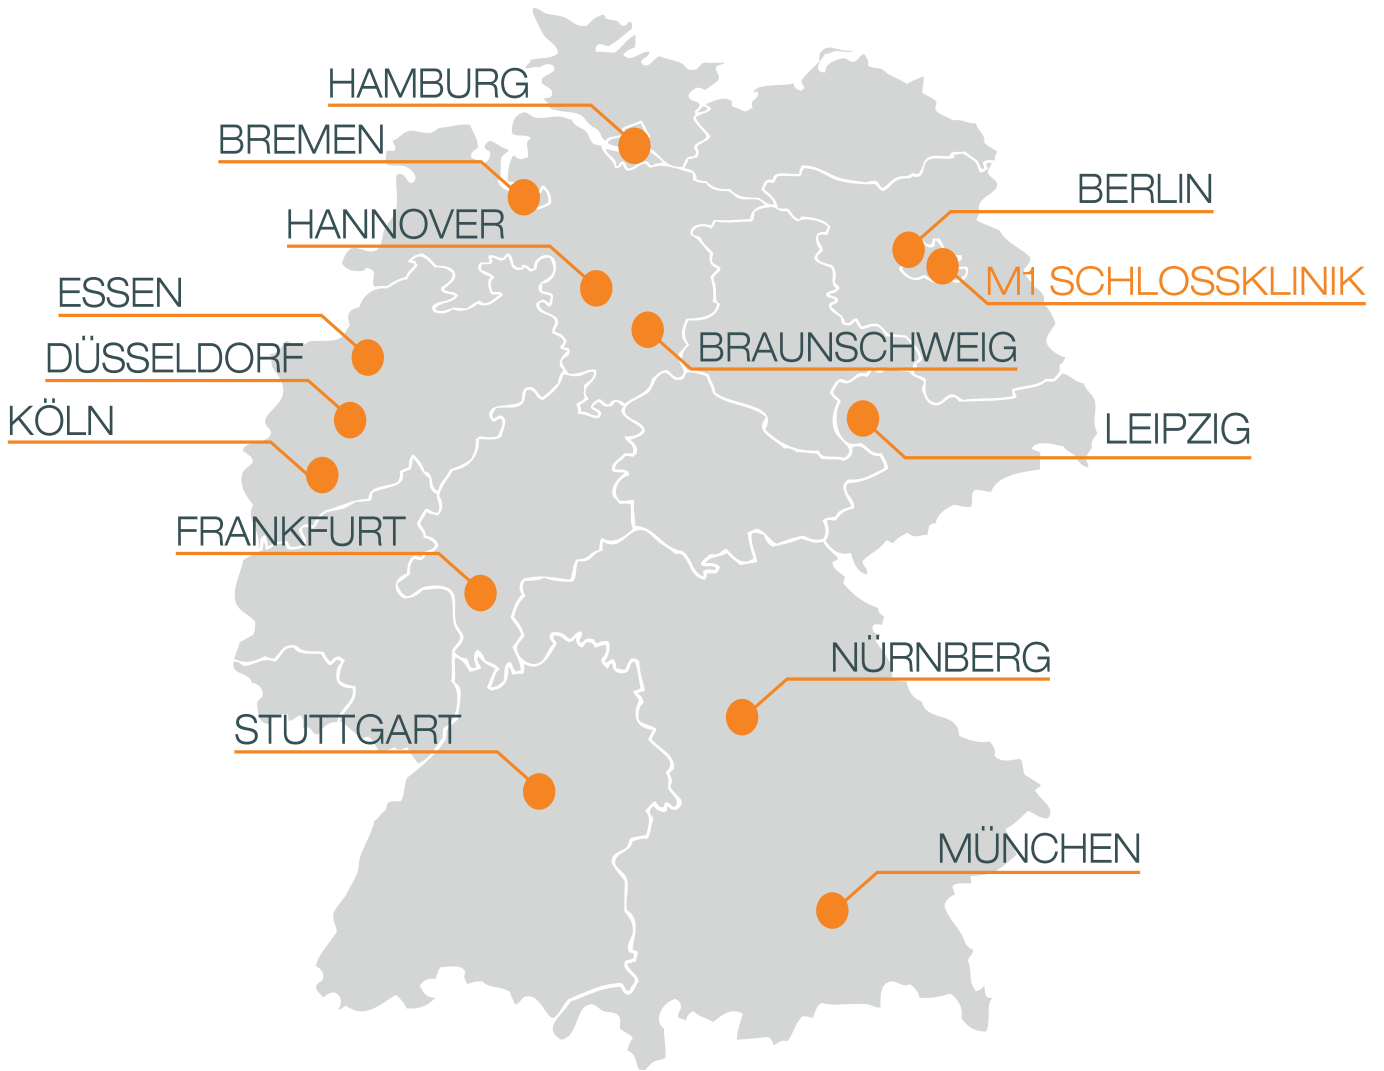 HAMBURG
BREMEN
BERLIN
HANNOVER
M1 SCHLOSSKLINIK
ESSEN
BRAUNSCHWEIG
DÜSSELDORF
KÖLN
LEIPZIG
FRANKFURT
NÜRNBERG
STUTTGART
MÜNCHEN